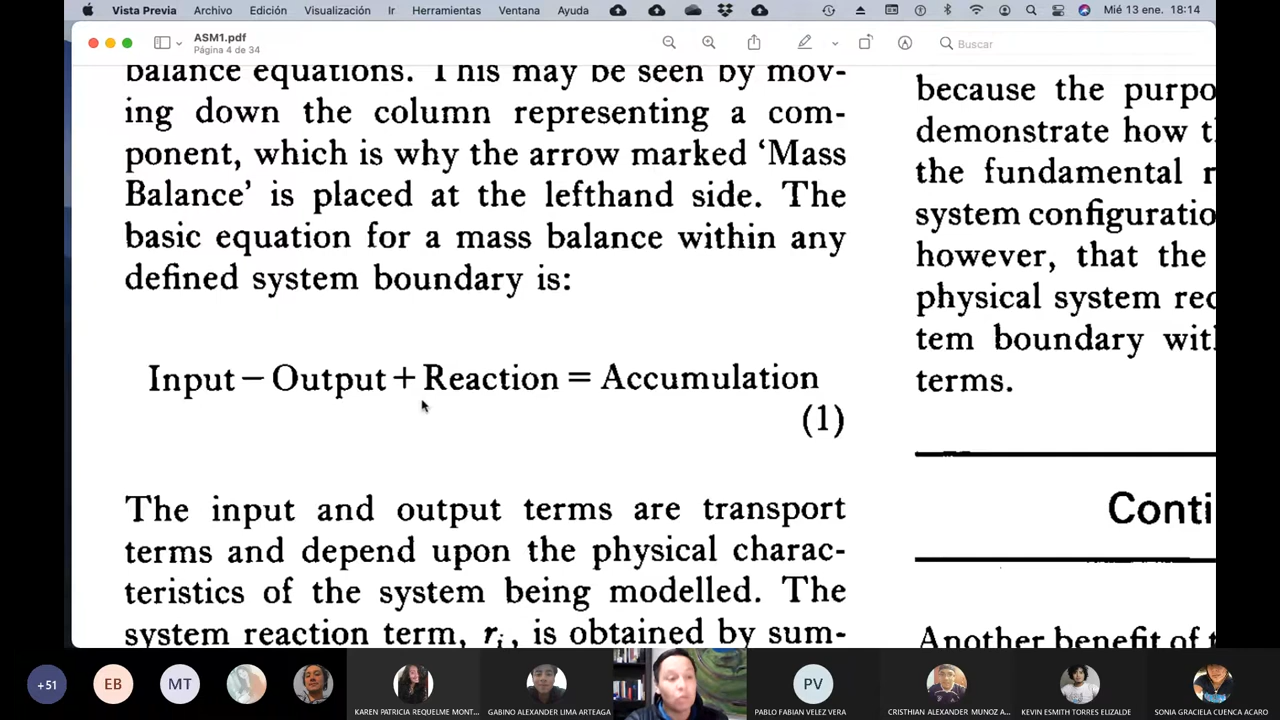 Vista Previa Archivo Edición Visualización Ir Herramientas Ventana Ayuda Mié 13 ene. 18:14
ASM1.pdf
Página 4 de 34
Buscar
balance equations. This may be seen by mov-
ing down the column representing a com-
ponent, which is why the arrow marked ‘Mass
Balance’ is placed at the lefthand side. The
basic equation for a mass balance within any
defined system boundary is:
Input − Output + Reaction = Accumulation
(1)
The input and output terms are transport
terms and depend upon the physical charac-
teristics of the system being modelled. The
system reaction term, ri, is obtained by sum-
because the purpo
demonstrate how t
the fundamental r
system configuratio
however, that the
physical system rec
tem boundary with
terms.
Conti
Another benefit of t
+51
EB
MT
PV
KAREN PATRICIA REQUELME MONT...
GABINO ALEXANDER LIMA ARTEAGA
PABLO FABIAN VELEZ VERA
CRISTHIAN ALEXANDER MUNOZ A...
KEVIN ESMITH TORRES ELIZALDE
SONIA GRACIELA CUENCA ACARO